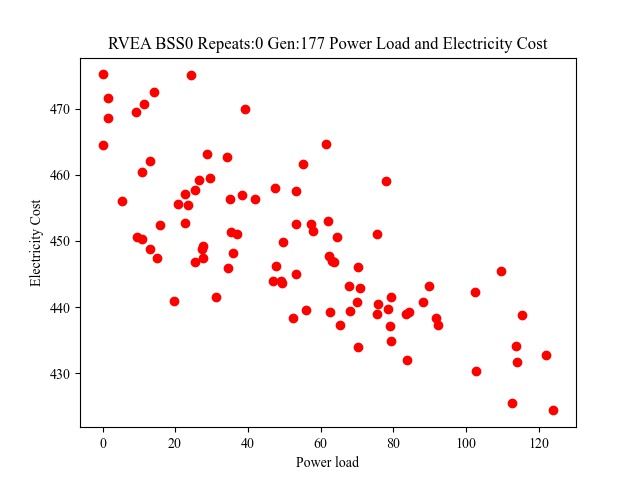 RVEA BSS0 Repeats:0 Gen:177 Power Load and Electricity Cost
470
460
450
440
430
Electricity Cost
0 20 40 60 80 100 120
Power load